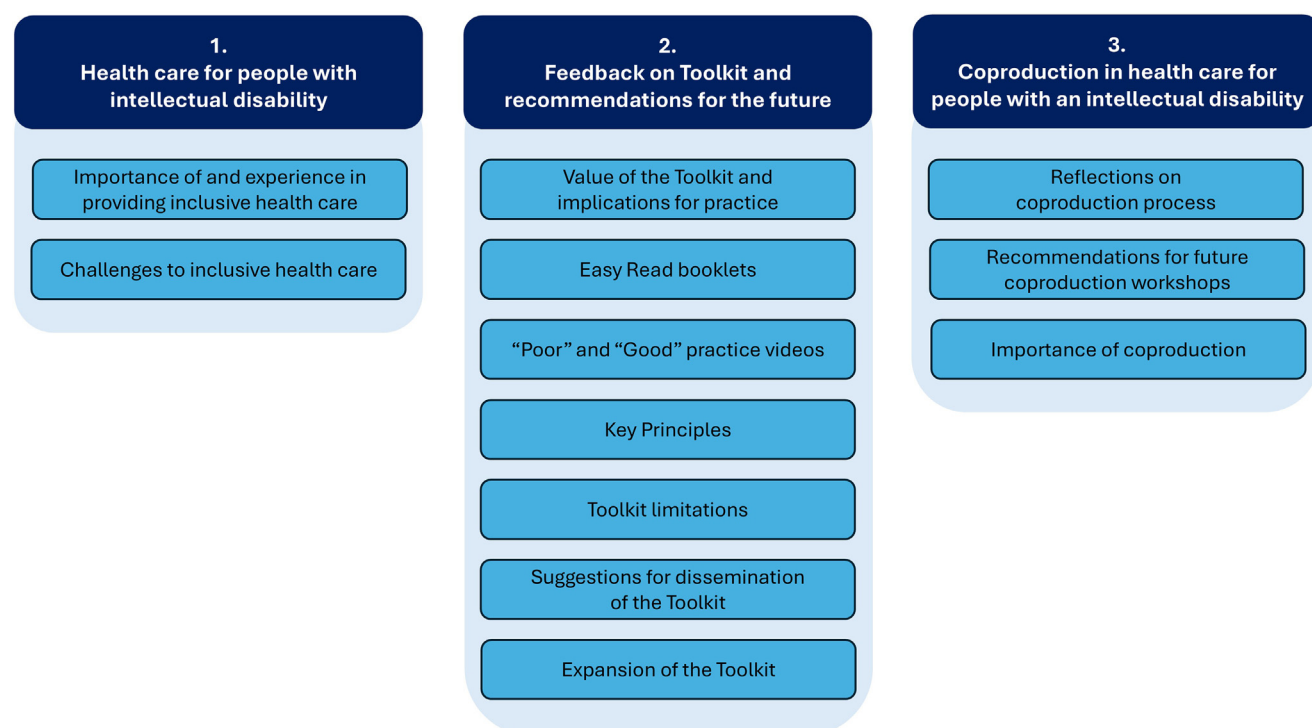 1.
Health care for people with
intellectual disability
Importance of and experience in
providing inclusive health care
Challenges to inclusive health care
2.
Feedback on Toolkit and
recommendations for the future
Value of the Toolkit and
implications for practice
Easy Read booklets
“Poor” and “Good” practice videos
Key Principles
Toolkit limitations
Suggestions for dissemination
of the Toolkit
Expansion of the Toolkit
3.
Coproduction in health care for
people with an intellectual disability
Reflections on
coproduction process
Recommendations for future
coproduction workshops
Importance of coproduction